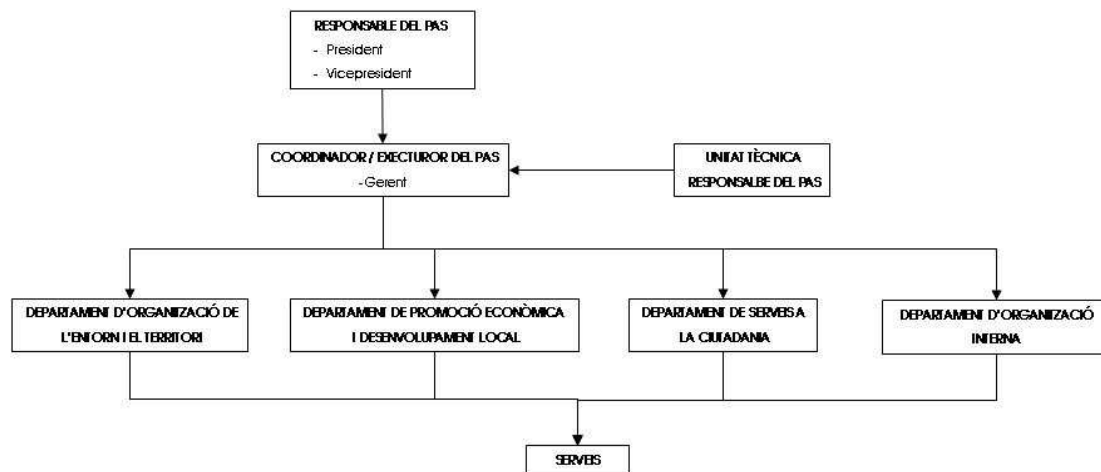 RESPONSABLE DEL PAS
- President
- Vicepresident
COORDINADOR / EXECTUROR DEL PAS
- Gerent
UNITAT TÈCNICA
RESPONSALBE DEL PAS
DEPARTAMENT D'ORGANITZACIÓ DE
L'ENTORN I EL TERRITORI
DEPARTAMENT DE PROMOCIÓ ECONÒMICA
I DESENVOLUPAMENT LOCAL
DEPARTAMENT DE SERVEIS A
LA CIUTADANIA
DEPARTAMENT D'ORGANITZACIÓ
INTERNA
SERVEIS